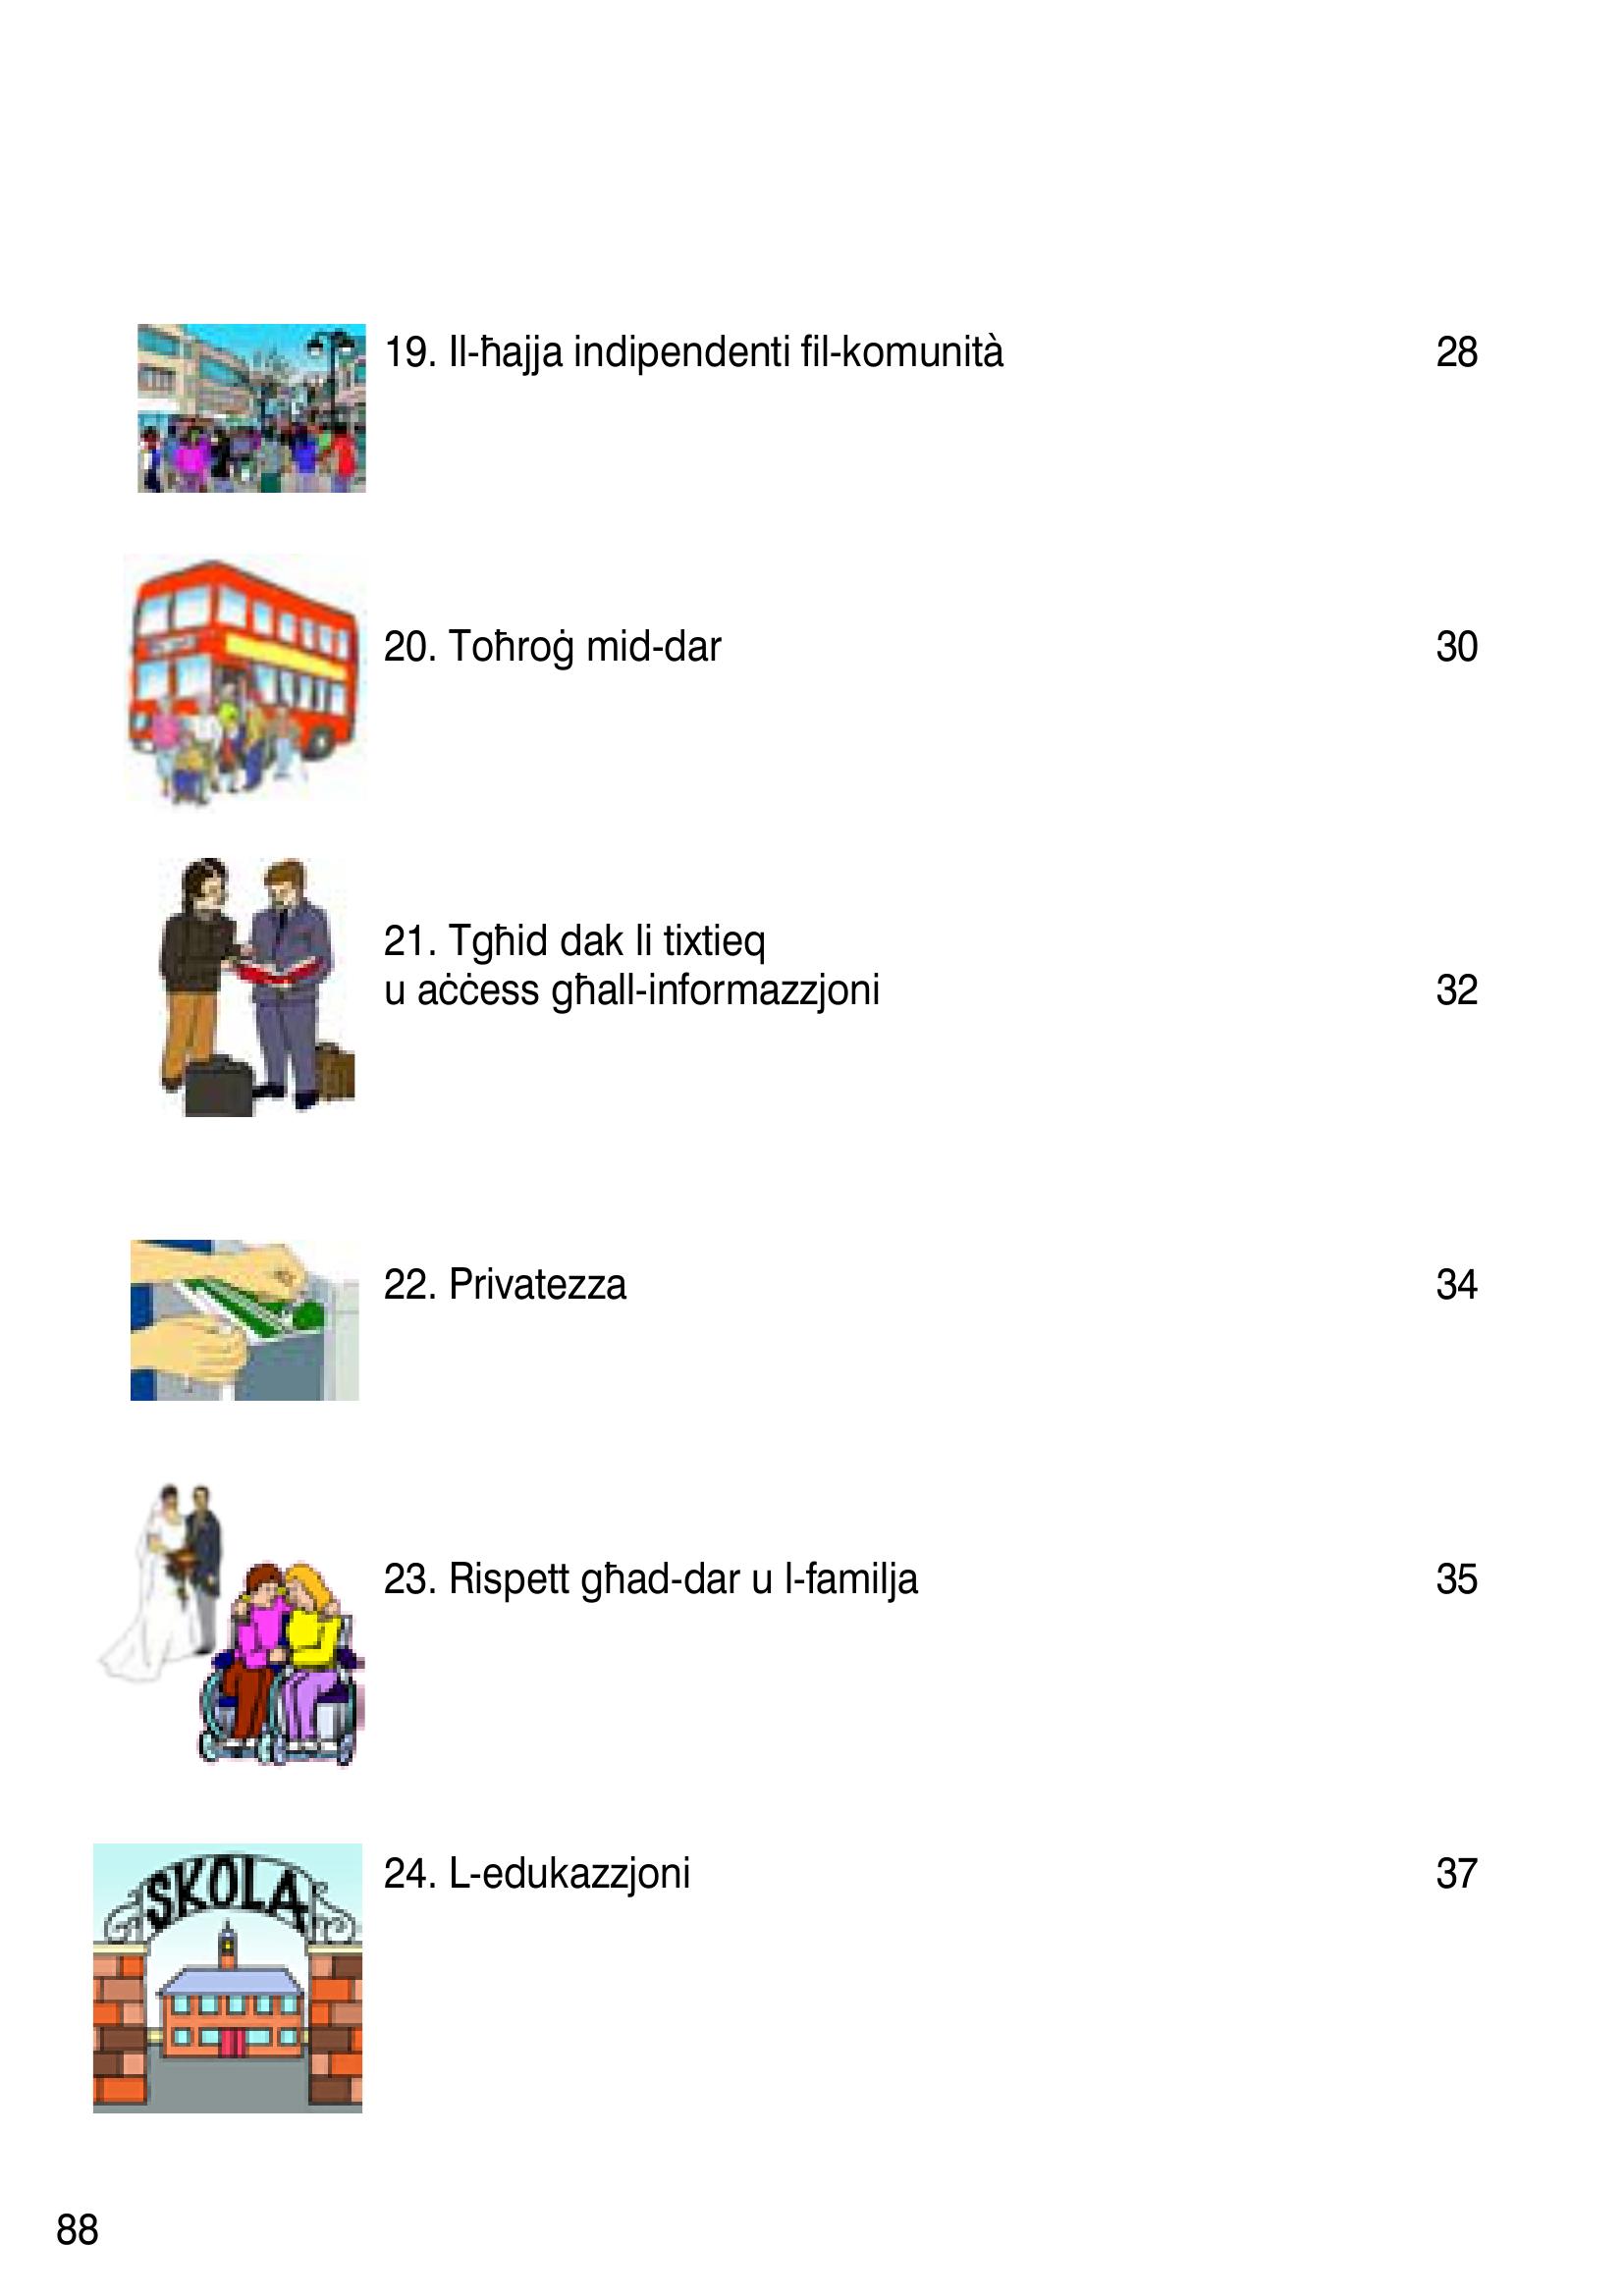 19. Il-ħajja indipendenti fil-komunità 28
20. Toħroġ mid-dar 30
21. Tgħid dak li tixtieq
u aċċess għall-informazzjoni 32
22. Privatezza 34
23. Rispett għad-dar u l-familja 35
SKOLA
24. L-edukazzjoni 37
88